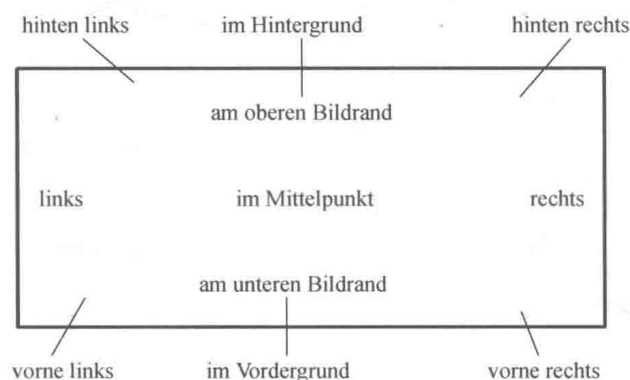 hinten links im Hintergrund hinten rechts
am oberen Bildrand
links im Mittelpunkt rechts
am unteren Bildrand
vorne links im Vordergrund vorne rechts